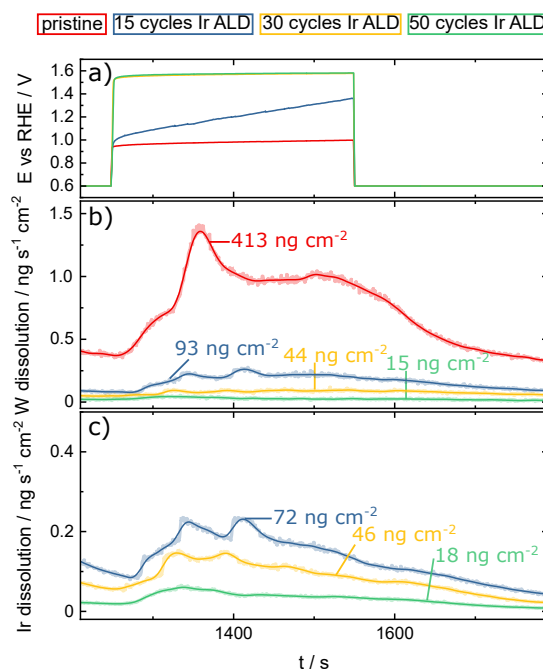 pristine 15 cycles Ir ALD 30 cycles Ir ALD 50 cycles Ir ALD
a)
E vs RHE / V
1.6
1.4
1.2
1.0
0.8
0.6
b)
W dissolution / ng s⁻¹ cm⁻²
1.5
1.0
0.5
0
413 ng cm⁻²
93 ng cm⁻²
44 ng cm⁻²
15 ng cm⁻²
c)
Ir dissolution / ng s⁻¹ cm⁻²
0.4
0.2
0
72 ng cm⁻²
46 ng cm⁻²
18 ng cm⁻²
1400 1600
t / s